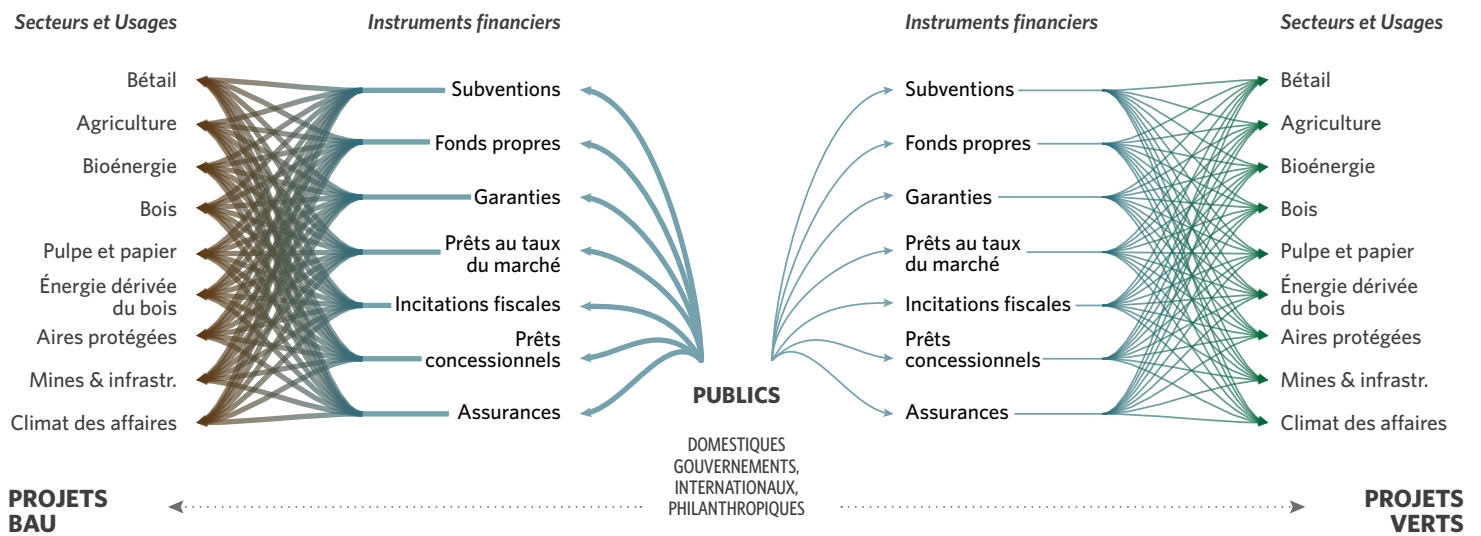 Secteurs et Usages
Instruments financiers
Bétail
Agriculture
Bioénergie
Bois
Pulpe et papier
Énergie dérivée
du bois
Aires protégées
Mines & infrastr.
Climat des affaires
Subventions
Fonds propres
Garanties
Prêts au taux
du marché
Incitations fiscales
Prêts
concessionnels
Assurances
PUBLICS
DOMESTIQUES
GOUVERNEMENTS,
INTERNATIONAUX,
PHILANTHROPIQUES
Instruments financiers
Secteurs et Usages
Subventions
Fonds propres
Garanties
Prêts au taux
du marché
Incitations fiscales
Prêts
concessionnels
Assurances
Bétail
Agriculture
Bioénergie
Bois
Pulpe et papier
Énergie dérivée
du bois
Aires protégées
Mines & infrastr.
Climat des affaires
PROJETS
BAU
PROJETS
VERTS